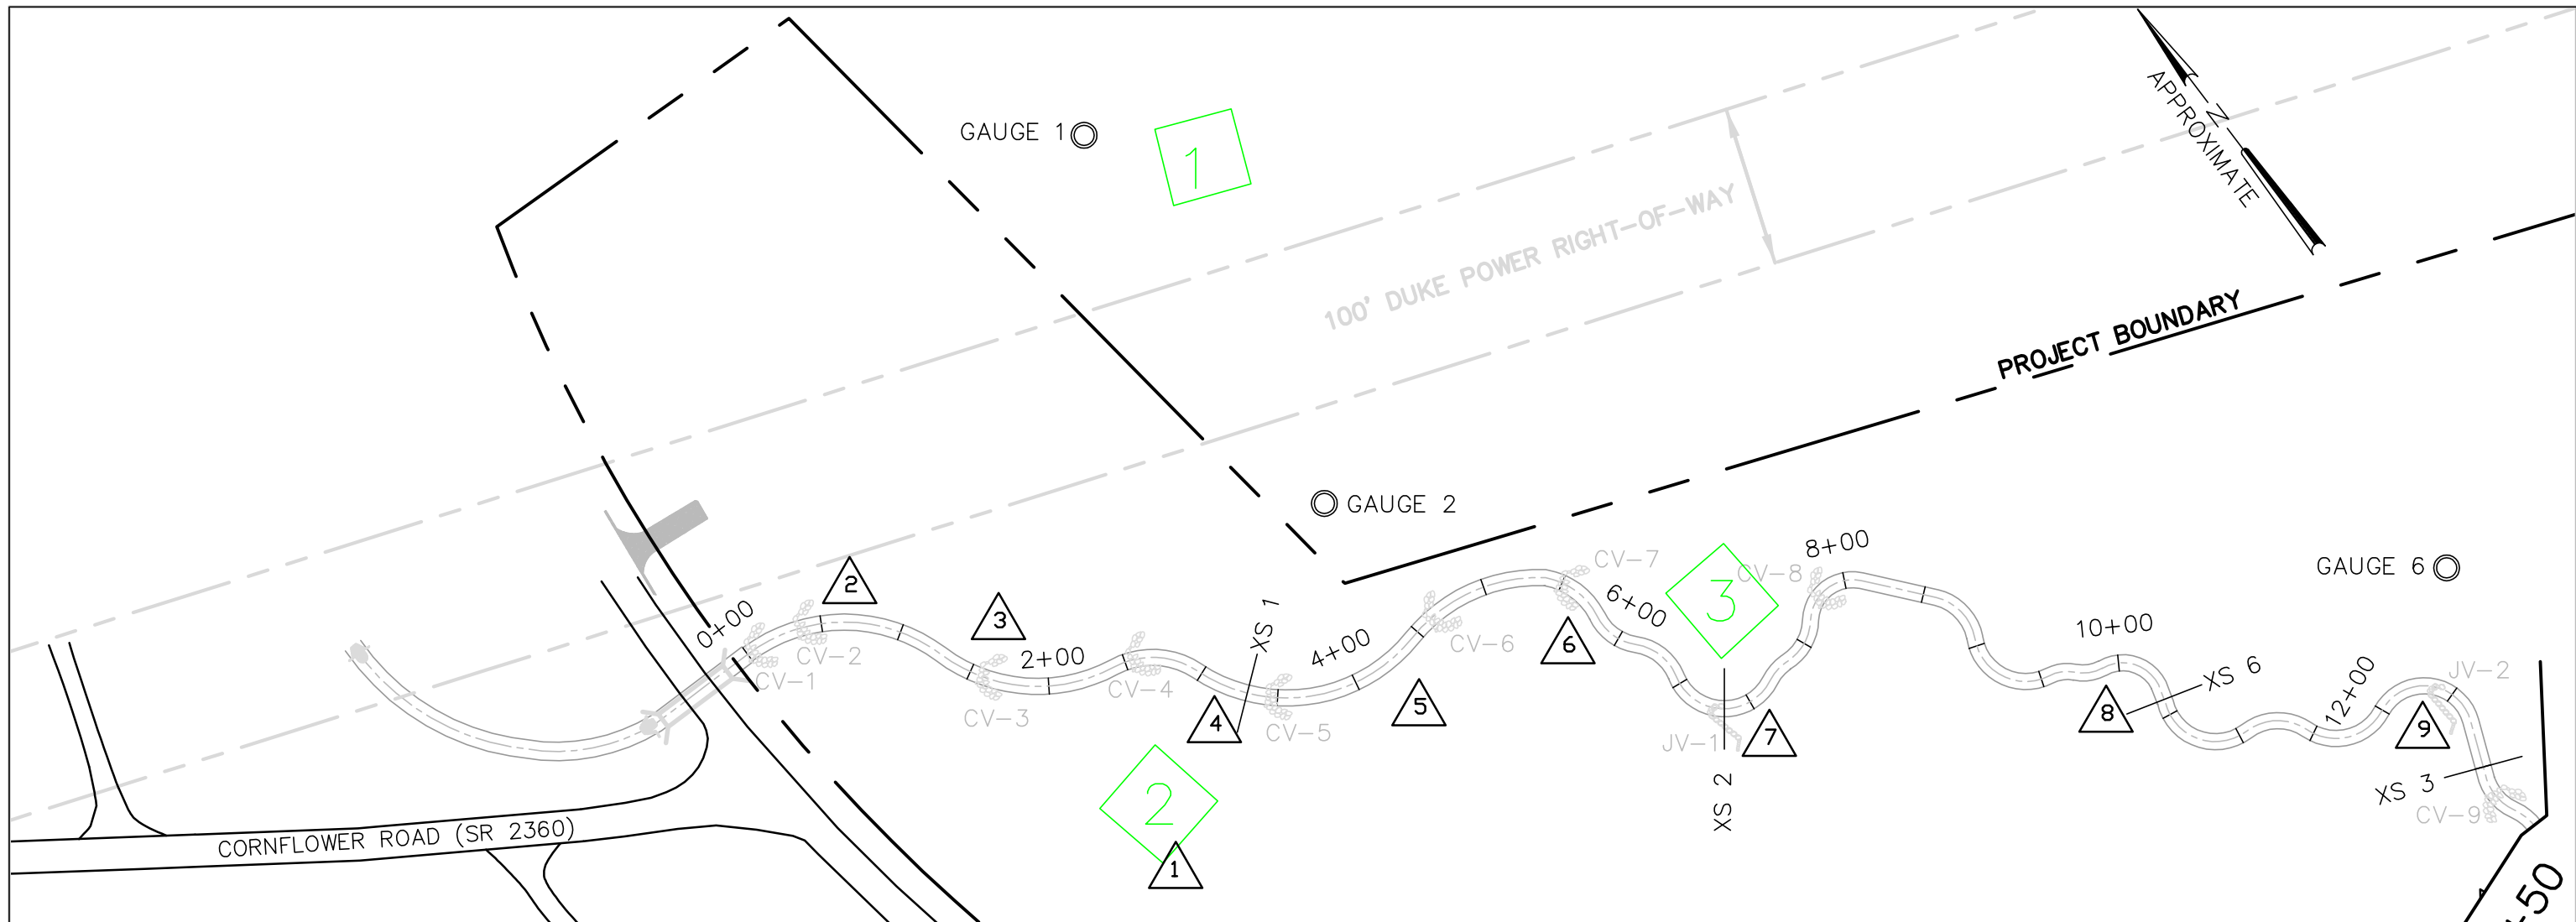 GAUGE 1
1
N
APPROXIMATE
100' DUKE POWER RIGHT-OF-WAY
PROJECT BOUNDARY
GAUGE 2
GAUGE 6
0+00
2
CV-1
CV-2
3
CV-3
2+00
CV-4
4
XS 1
CV-5
4+00
5
CV-6
CV-7
6
6+00
3
CV-8
8+00
JV-1
7
XS 2
10+00
8
XS 6
12+00
JV-2
9
XS 3
CV-9
2
1
CORNFLOWER ROAD (SR 2360)